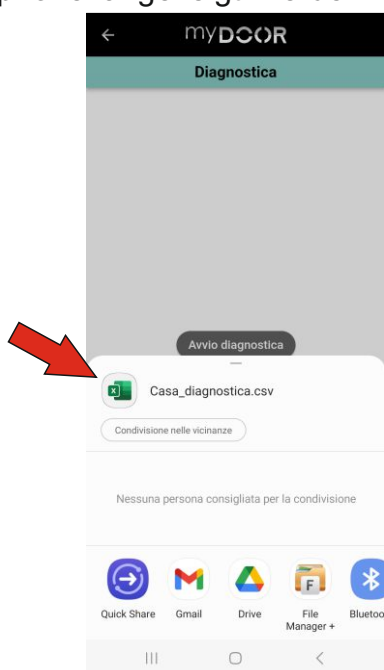 myDOOR
Diagnostica
Avvio diagnostica
Casa_diagnostica.csv
Condivisione nelle vicinanze
Nessuna persona consigliata per la condivisione
Quick Share
Gmail
Drive
File
Manager +
Bluetoo